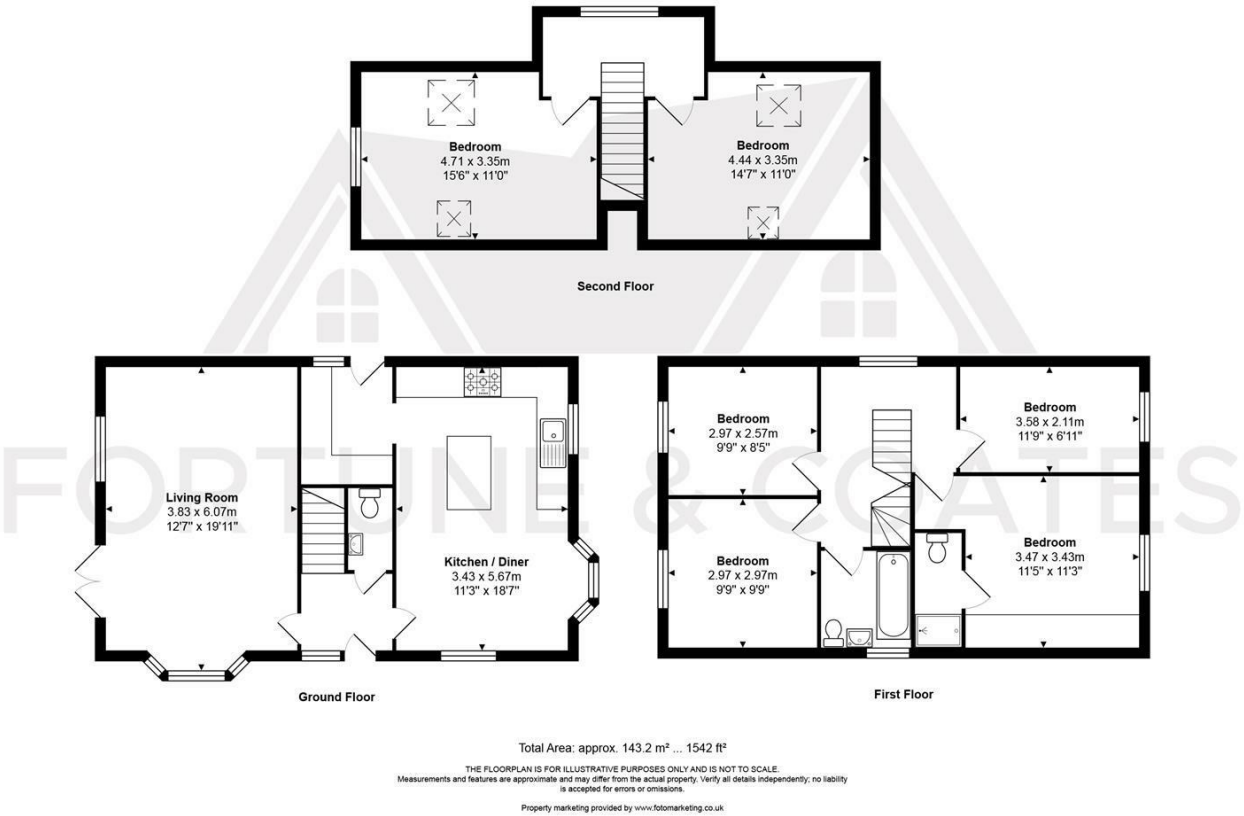 Bedroom
4.71 x 3.35m
15'6" x 11'0"
Bedroom
4.44 x 3.35m
14'7" x 11'0"
Second Floor
FORTUNE & COATES
Living Room
3.83 x 6.07m
12'7" x 19'11"
Kitchen / Diner
3.43 x 5.67m
11'3" x 18'7"
Ground Floor
Bedroom
2.97 x 2.57m
9'9" x 8'5"
Bedroom
3.58 x 2.11m
11'9" x 6'11"
Bedroom
2.97 x 2.97m
9'9" x 9'9"
Bedroom
3.47 x 3.43m
11'5" x 11'3"
First Floor
Total Area: approx. 143.2 m² ... 1542 ft²
THE FLOORPLAN IS FOR ILLUSTRATIVE PURPOSES ONLY AND IS NOT TO SCALE.
Measurements and features are approximate and may differ from the actual property. Verify all details independently; no liability
is accepted for errors or omissions.
Property marketing provided by www.fotomarketing.co.uk